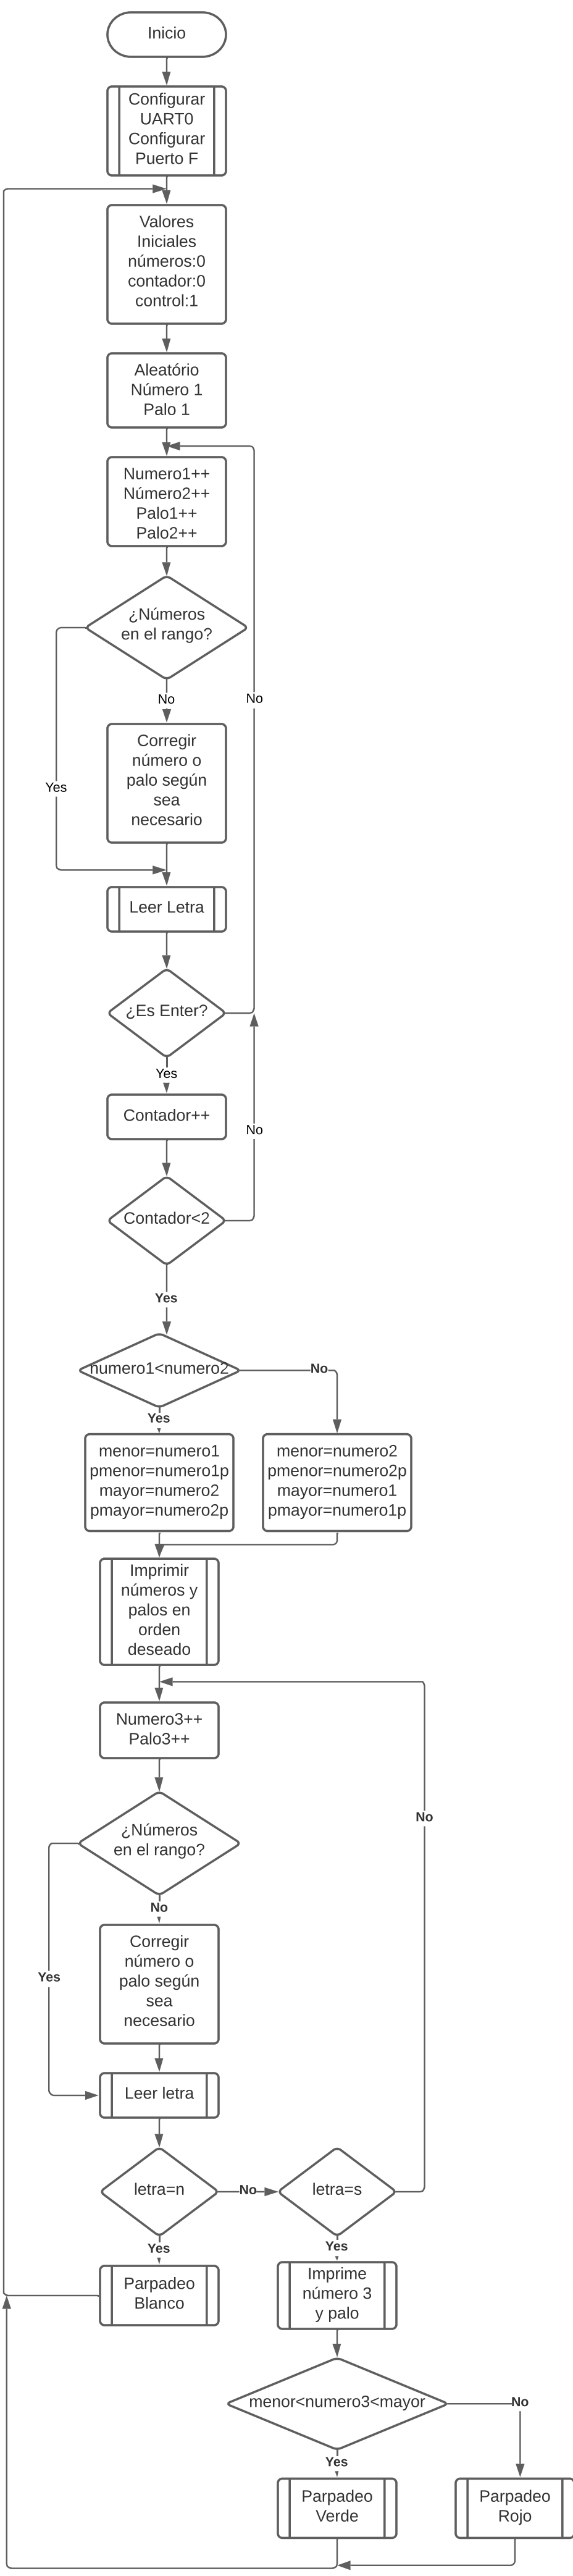 Inicio
Configurar
UART0
Configurar
Puerto F
Valores
Iniciales
números:0
contador:0
control:1
Aleatório
Número 1
Palo 1
Numero1++
Número2++
Palo1++
Palo2++
¿Números
en el rango?
No
No
Corregir
número o
palo según
sea
necesario
Yes
Leer Letra
¿Es Enter?
Yes
Contador++
No
Contador<2
Yes
numero1<numero2
No
Yes
menor=numero1
pmenor=numero1p
mayor=numero2
pmayor=numero2p
menor=numero2
pmenor=numero2p
mayor=numero1
pmayor=numero1p
Imprimir
números y
palos en
orden
deseado
Numero3++
Palo3++
No
¿Números
en el rango?
No
Corregir
número o
palo según
sea
necesario
Yes
Leer letra
letra=n
No
letra=s
Yes
Yes
Parpadeo
Blanco
Imprime
número 3
y palo
menor<numero3<mayor
No
Yes
Parpadeo
Verde
Parpadeo
Rojo